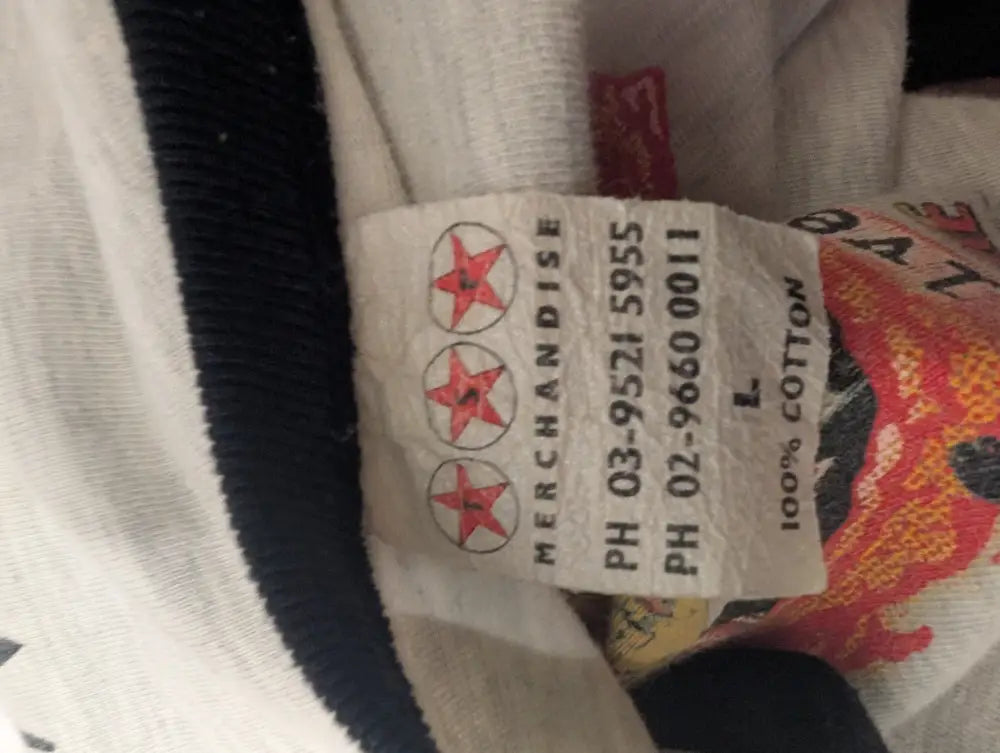 T S P
MERCHANDISE
PH 03-9521 5955
PH 02-9660 0011
L
100% COTTON